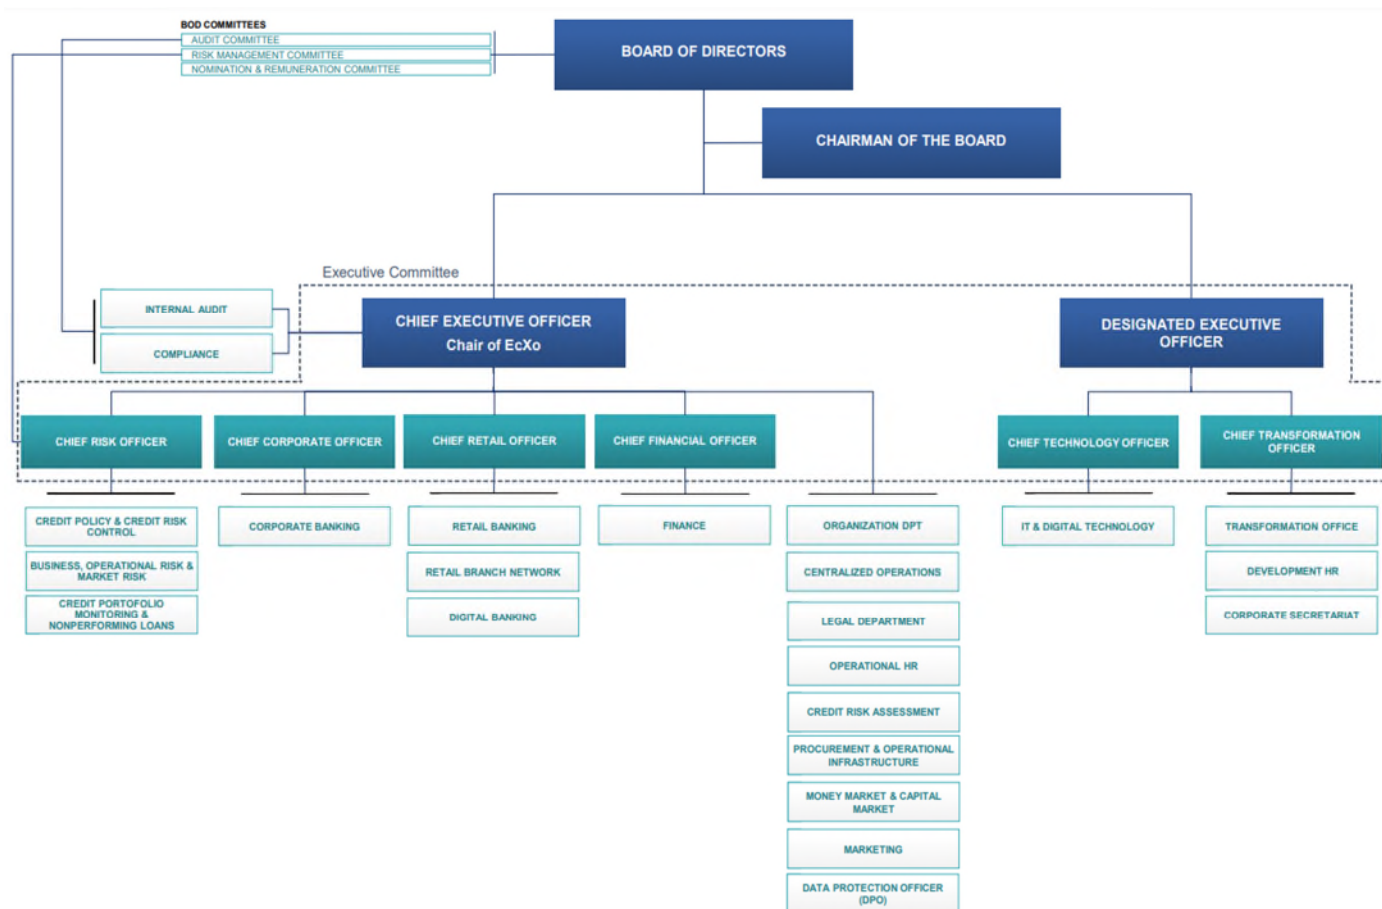 BOD COMMITTEES
AUDIT COMMITTEE
RISK MANAGEMENT COMMITTEE
NOMINATION & REMUNERATION COMMITTEE
BOARD OF DIRECTORS
CHAIRMAN OF THE BOARD
Executive Committee
INTERNAL AUDIT
COMPLIANCE
CHIEF EXECUTIVE OFFICER
Chair of EcXo
DESIGNATED EXECUTIVE
OFFICER
CHIEF RISK OFFICER
CHIEF CORPORATE OFFICER
CHIEF RETAIL OFFICER
CHIEF FINANCIAL OFFICER
CHIEF TECHNOLOGY OFFICER
CHIEF TRANSFORMATION
OFFICER
CREDIT POLICY & CREDIT RISK
CONTROL
BUSINESS, OPERATIONAL RISK &
MARKET RISK
CREDIT PORTOFOLIO
MONITORING &
NONPERFORMING LOANS
CORPORATE BANKING
RETAIL BANKING
RETAIL BRANCH NETWORK
DIGITAL BANKING
FINANCE
ORGANIZATION DPT
CENTRALIZED OPERATIONS
LEGAL DEPARTMENT
OPERATIONAL HR
CREDIT RISK ASSESSMENT
PROCUREMENT & OPERATIONAL
INFRASTRUCTURE
MONEY MARKET & CAPITAL
MARKET
MARKETING
DATA PROTECTION OFFICER
(DPO)
IT & DIGITAL TECHNOLOGY
TRANSFORMATION OFFICE
DEVELOPMENT HR
CORPORATE SECRETARIAT